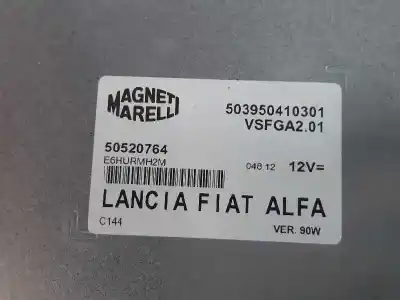 MAGNETI
MARELLI
503950410301
VSFGA2.01
50520764
E6HURMH2M
046 12
12V=
LANCIA FIAT ALFA
C144
VER. 90W